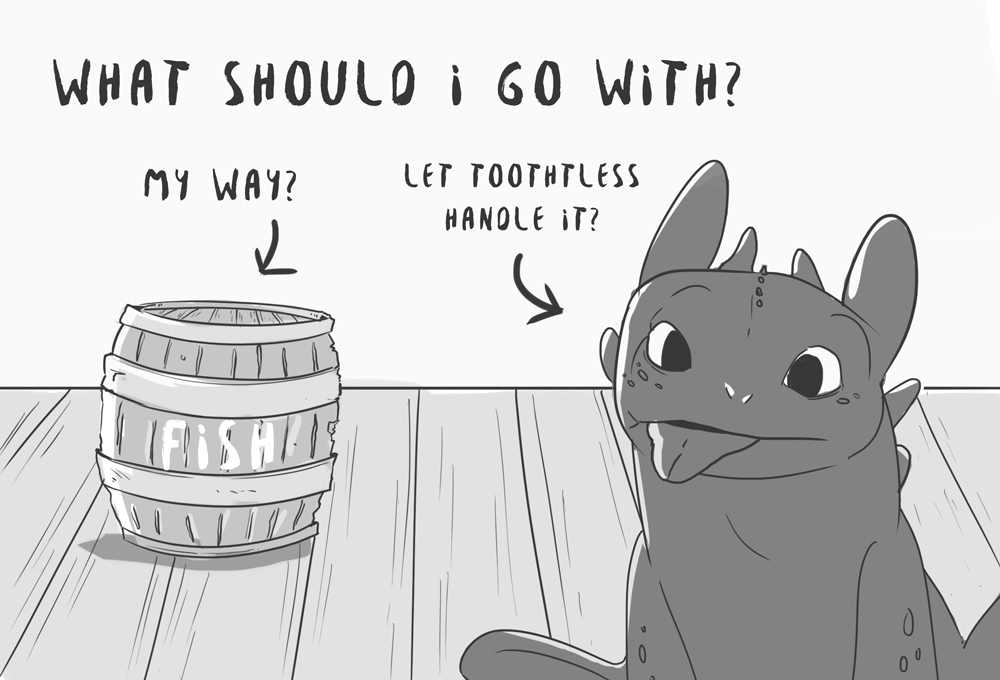 WHAT SHOULD i GO WiTH?
MY WAY?
LET TOOTHTLESS
HANDLE iT?
FiSH